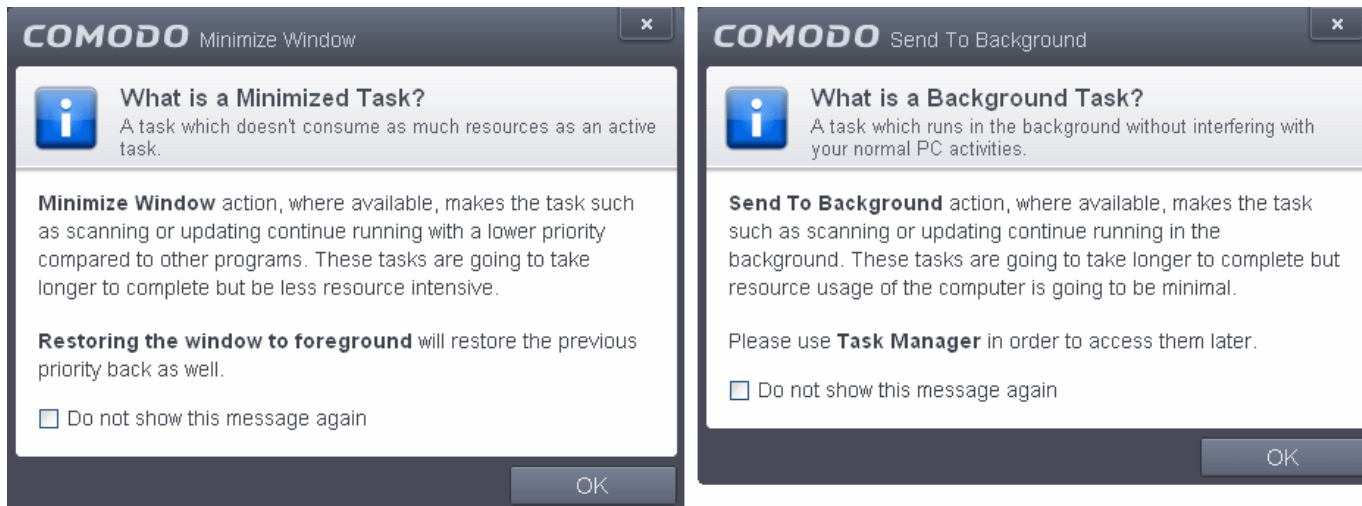 COMODO Minimize Window
What is a Minimized Task?
A task which doesn't consume as much resources as an active
task.
Minimize Window action, where available, makes the task such
as scanning or updating continue running with a lower priority
compared to other programs. These tasks are going to take
longer to complete but be less resource intensive.
Restoring the window to foreground will restore the previous
priority back as well.
Do not show this message again
OK
COMODO Send To Background
What is a Background Task?
A task which runs in the background without interfering with
your normal PC activities.
Send To Background action, where available, makes the task
such as scanning or updating continue running in the
background. These tasks are going to take longer to complete but
resource usage of the computer is going to be minimal.
Please use Task Manager in order to access them later.
Do not show this message again
OK